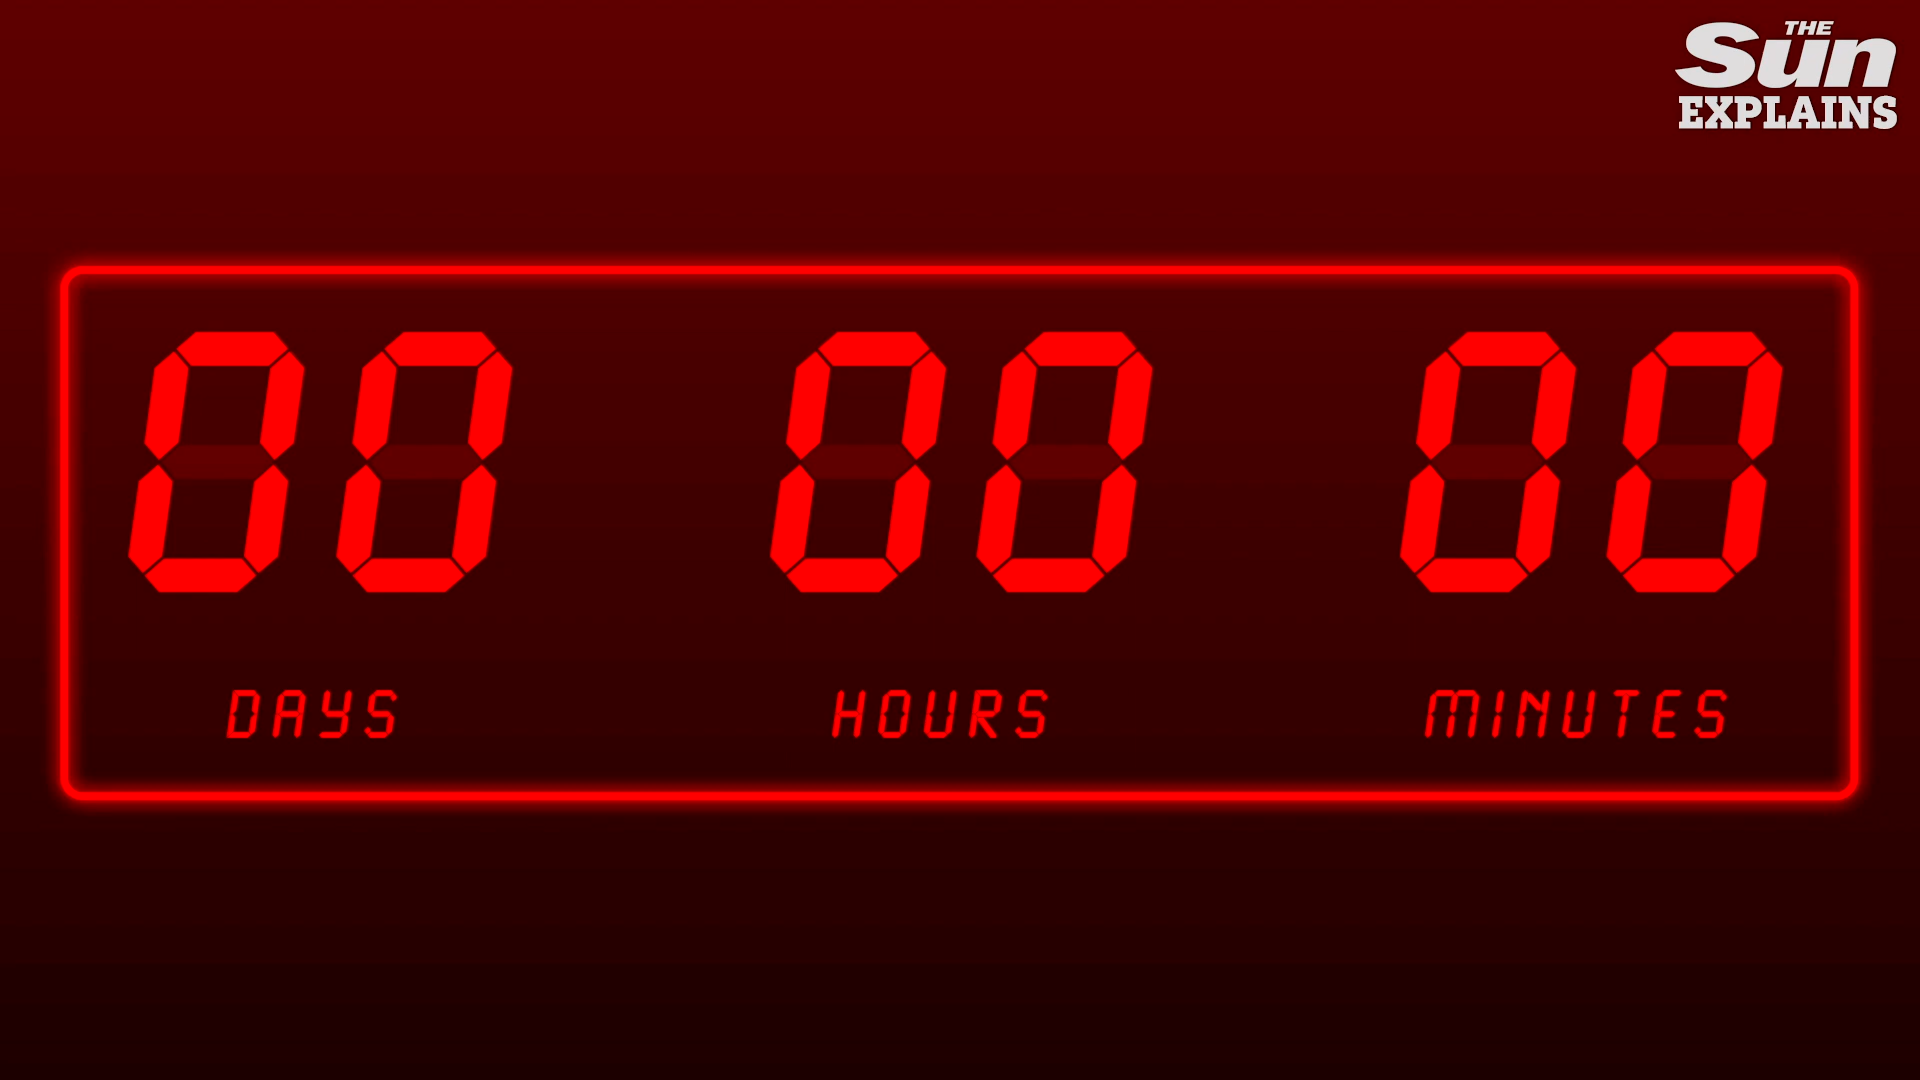 THE
Sun
EXPLAINS
00 00 00
DAYS HOURS MINUTES